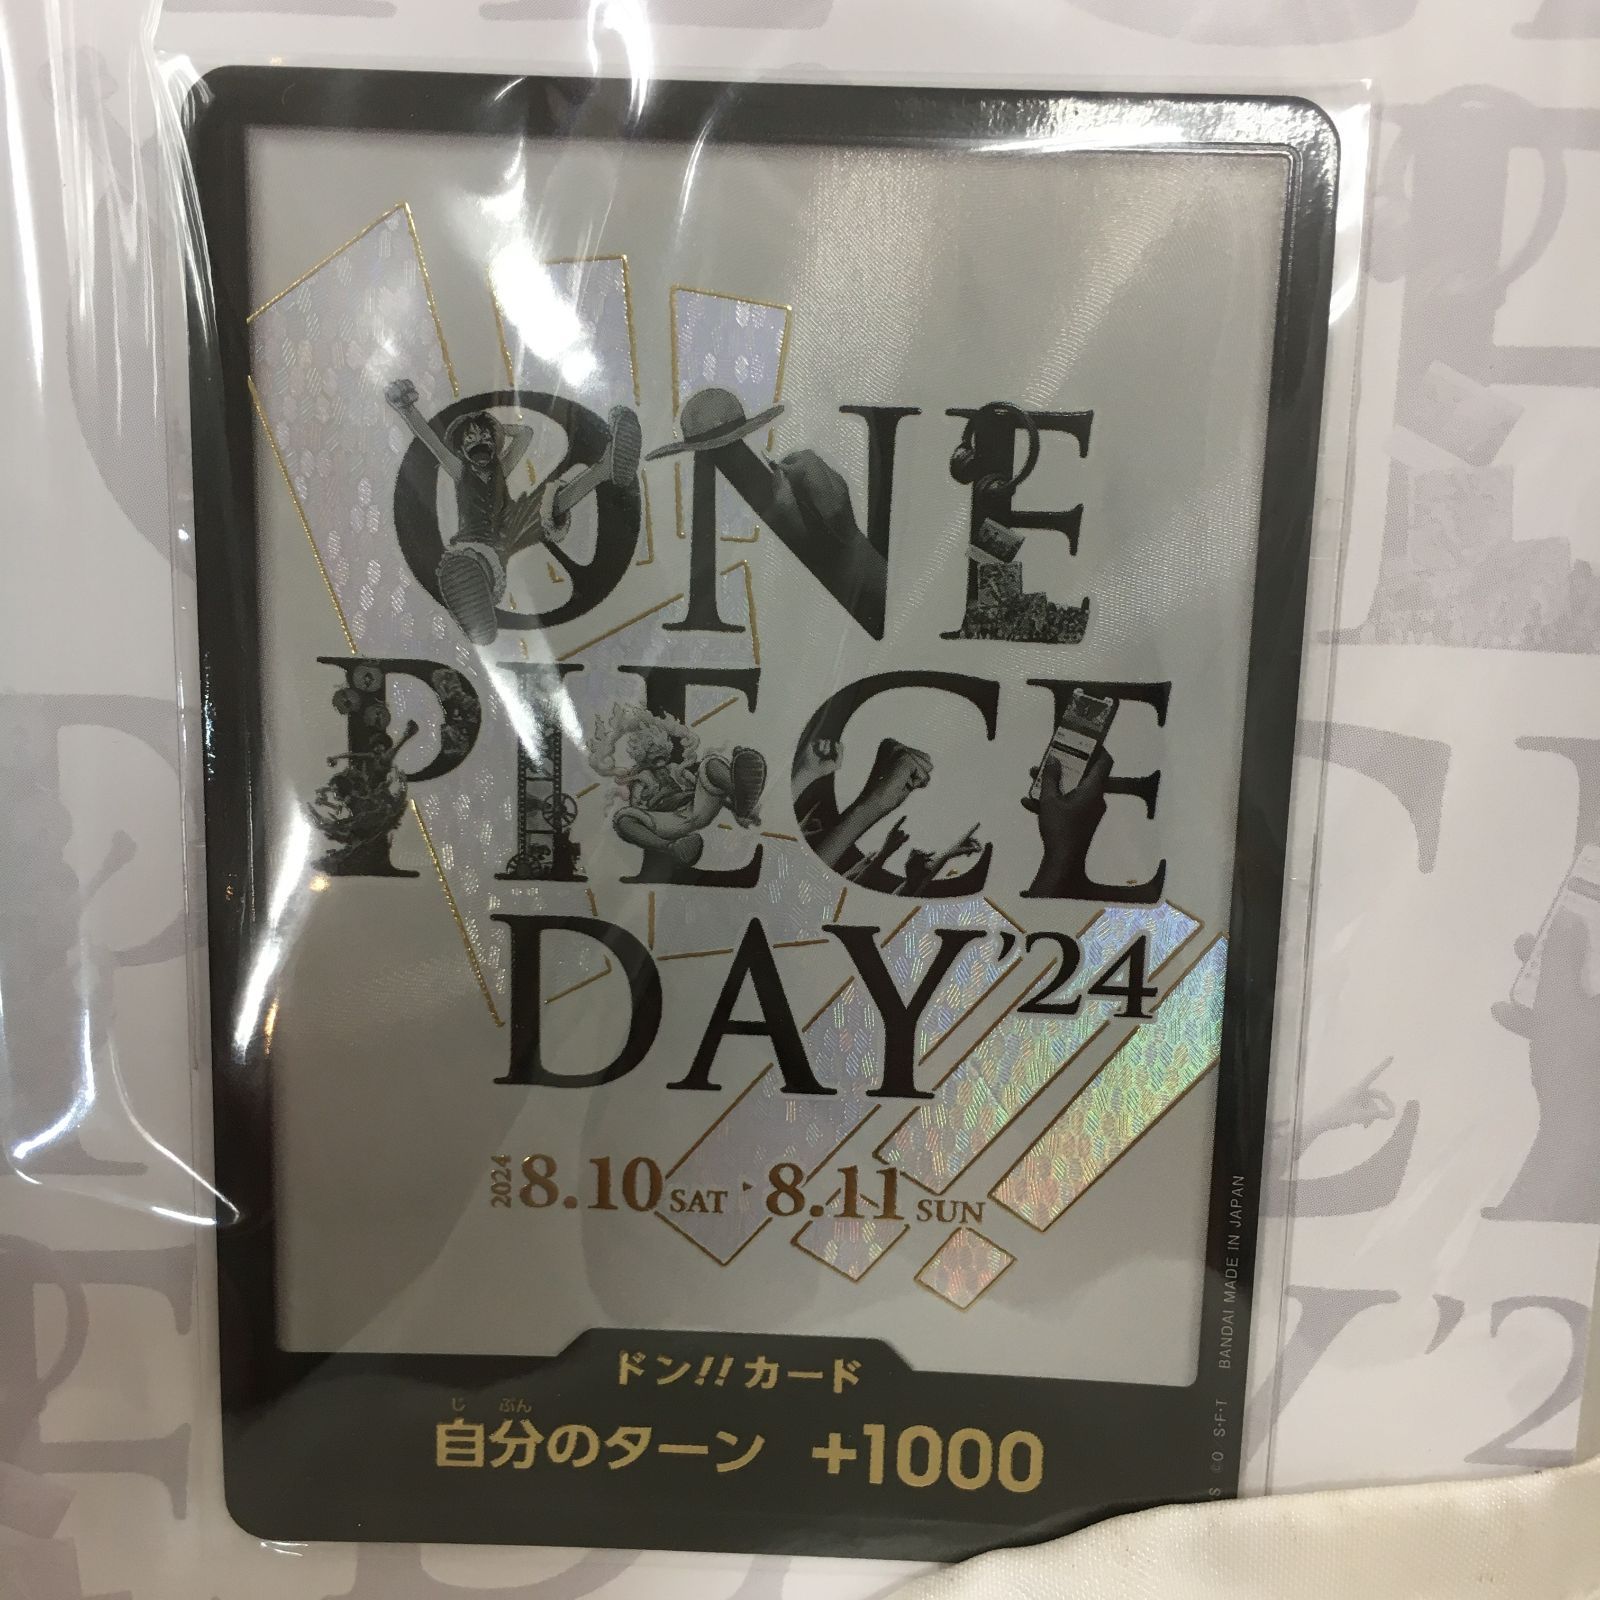 ONE
PIECE
DAY'24
2024 8.10 SAT ・ 8.11 SUN
ドン!!カード
じ ぶん
自分のターン +1000
S ©O S·F·T BANDAI MADE IN JAPAN
'2